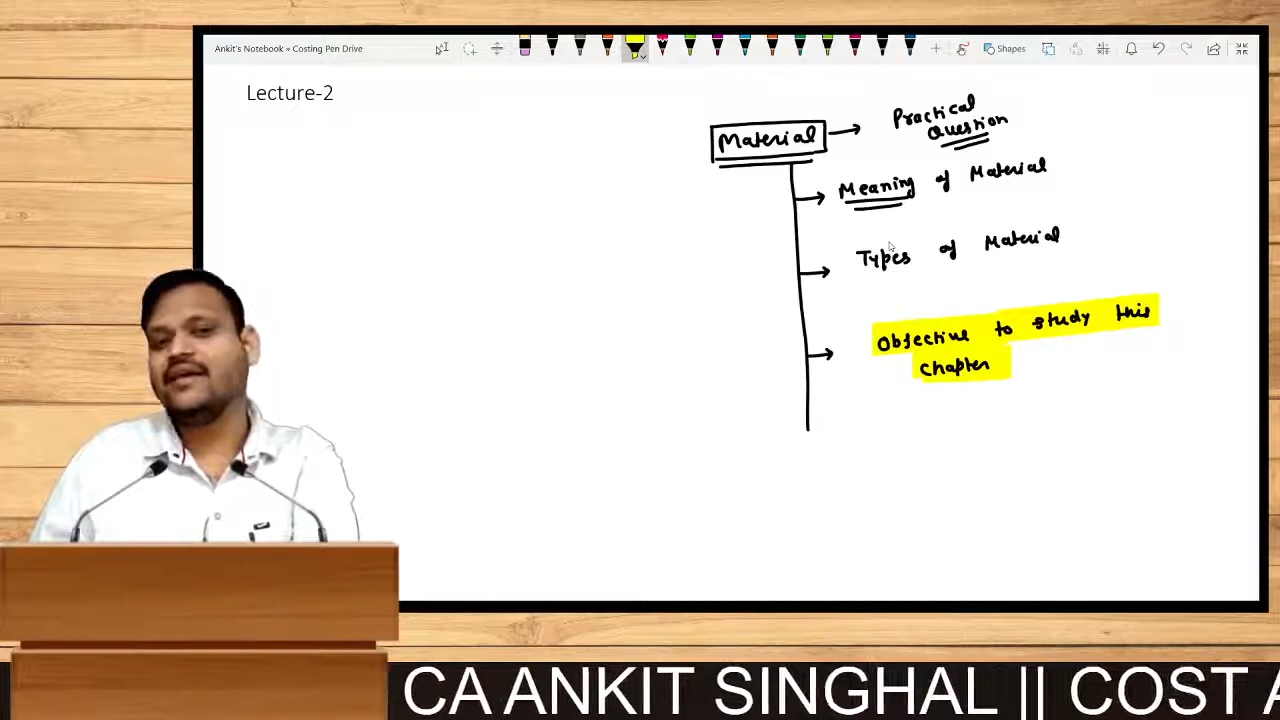 Ankit's Notebook » Costing Pen Drive
Shapes
Lecture-2
Material
Practical
Question
Meaning of Material
Types of Material
Objective to study this
Chapter
CA ANKIT SINGHAL || COST A